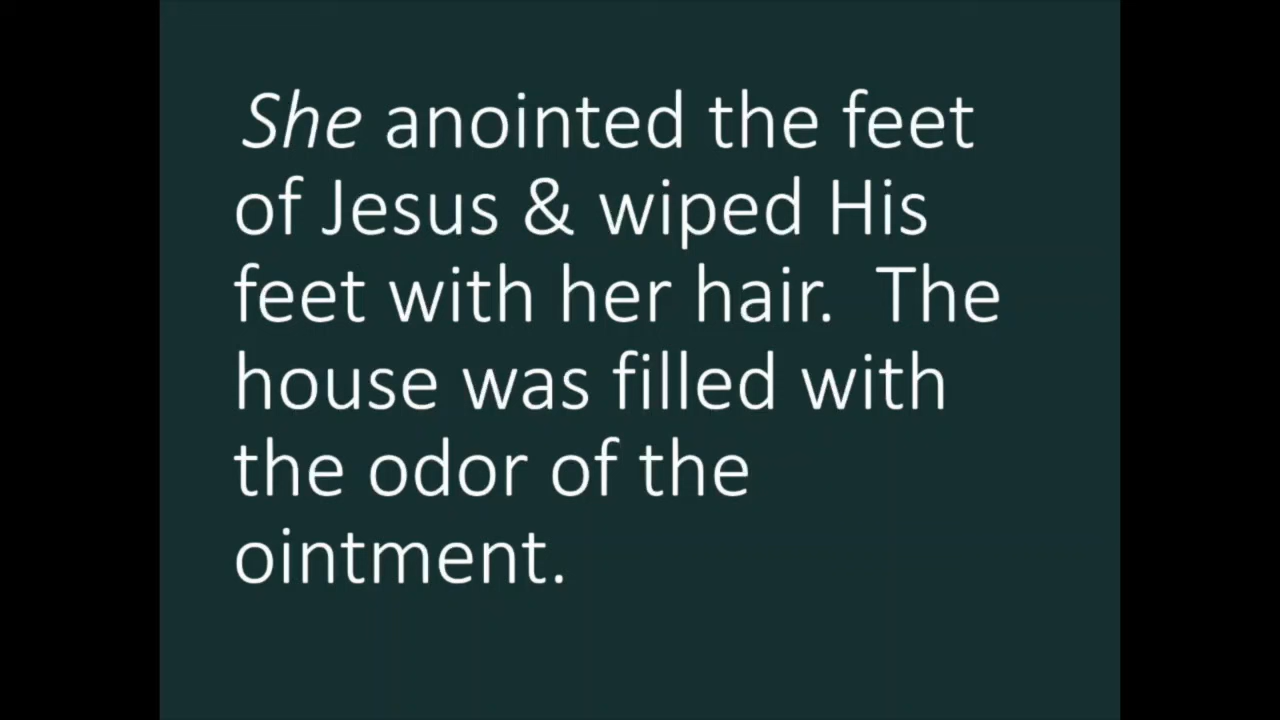 She anointed the feet
of Jesus & wiped His
feet with her hair.  The
house was filled with
the odor of the
ointment.